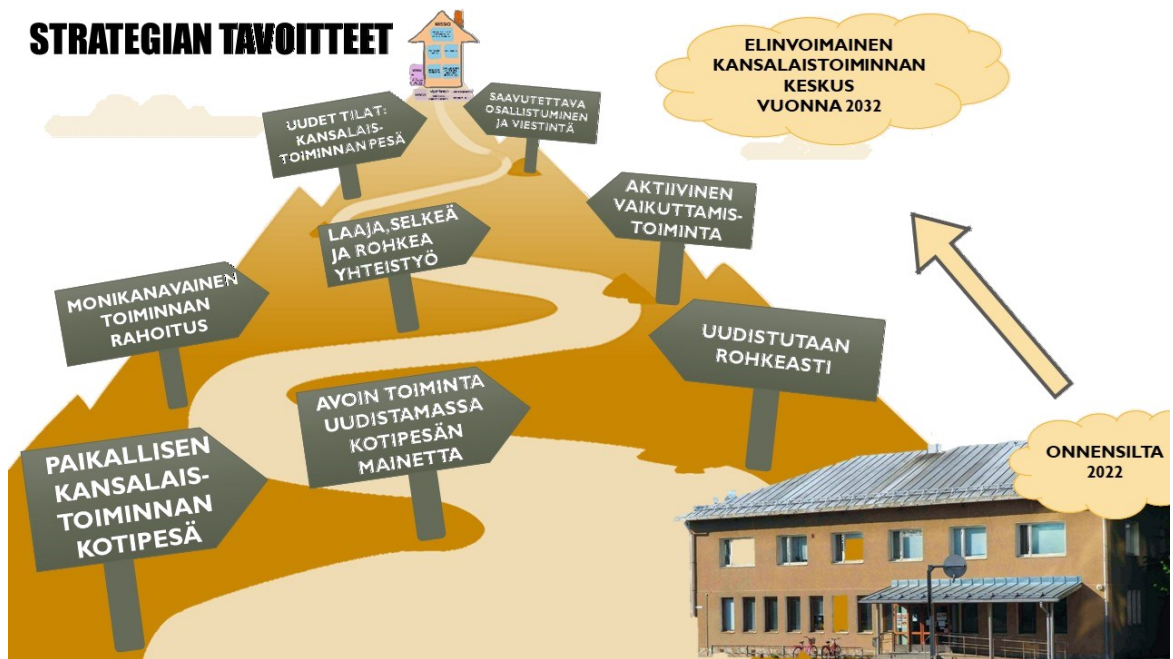 STRATEGIAN TAVOITTEET
ELINVOIMAINEN
KANSALAISTOIMINNAN
KESKUS
VUONNA 2032
UUDET TILAT:
KANSALAIS-
TOIMINNAN PESÄ
SAAVUTETTAVA
OSALLISTUMINEN
JA VIESTINTÄ
AKTIIVINEN
VAIKUTTAMIS-
TOIMINTA
LAAJA, SELKEÄ
JA ROHKEA
YHTEISTYÖ
MONIKANAVAINEN
TOIMINNAN
RAHOITUS
UUDISTUTAAN
ROHKEASTI
AVOIN TOIMINTA
UUDISTAMASSA
KOTIPESÄN
MAINETTA
PAIKALLISEN
KANSALAIS-
TOIMINNAN
KOTIPESÄ
ONNENSILTA
2022